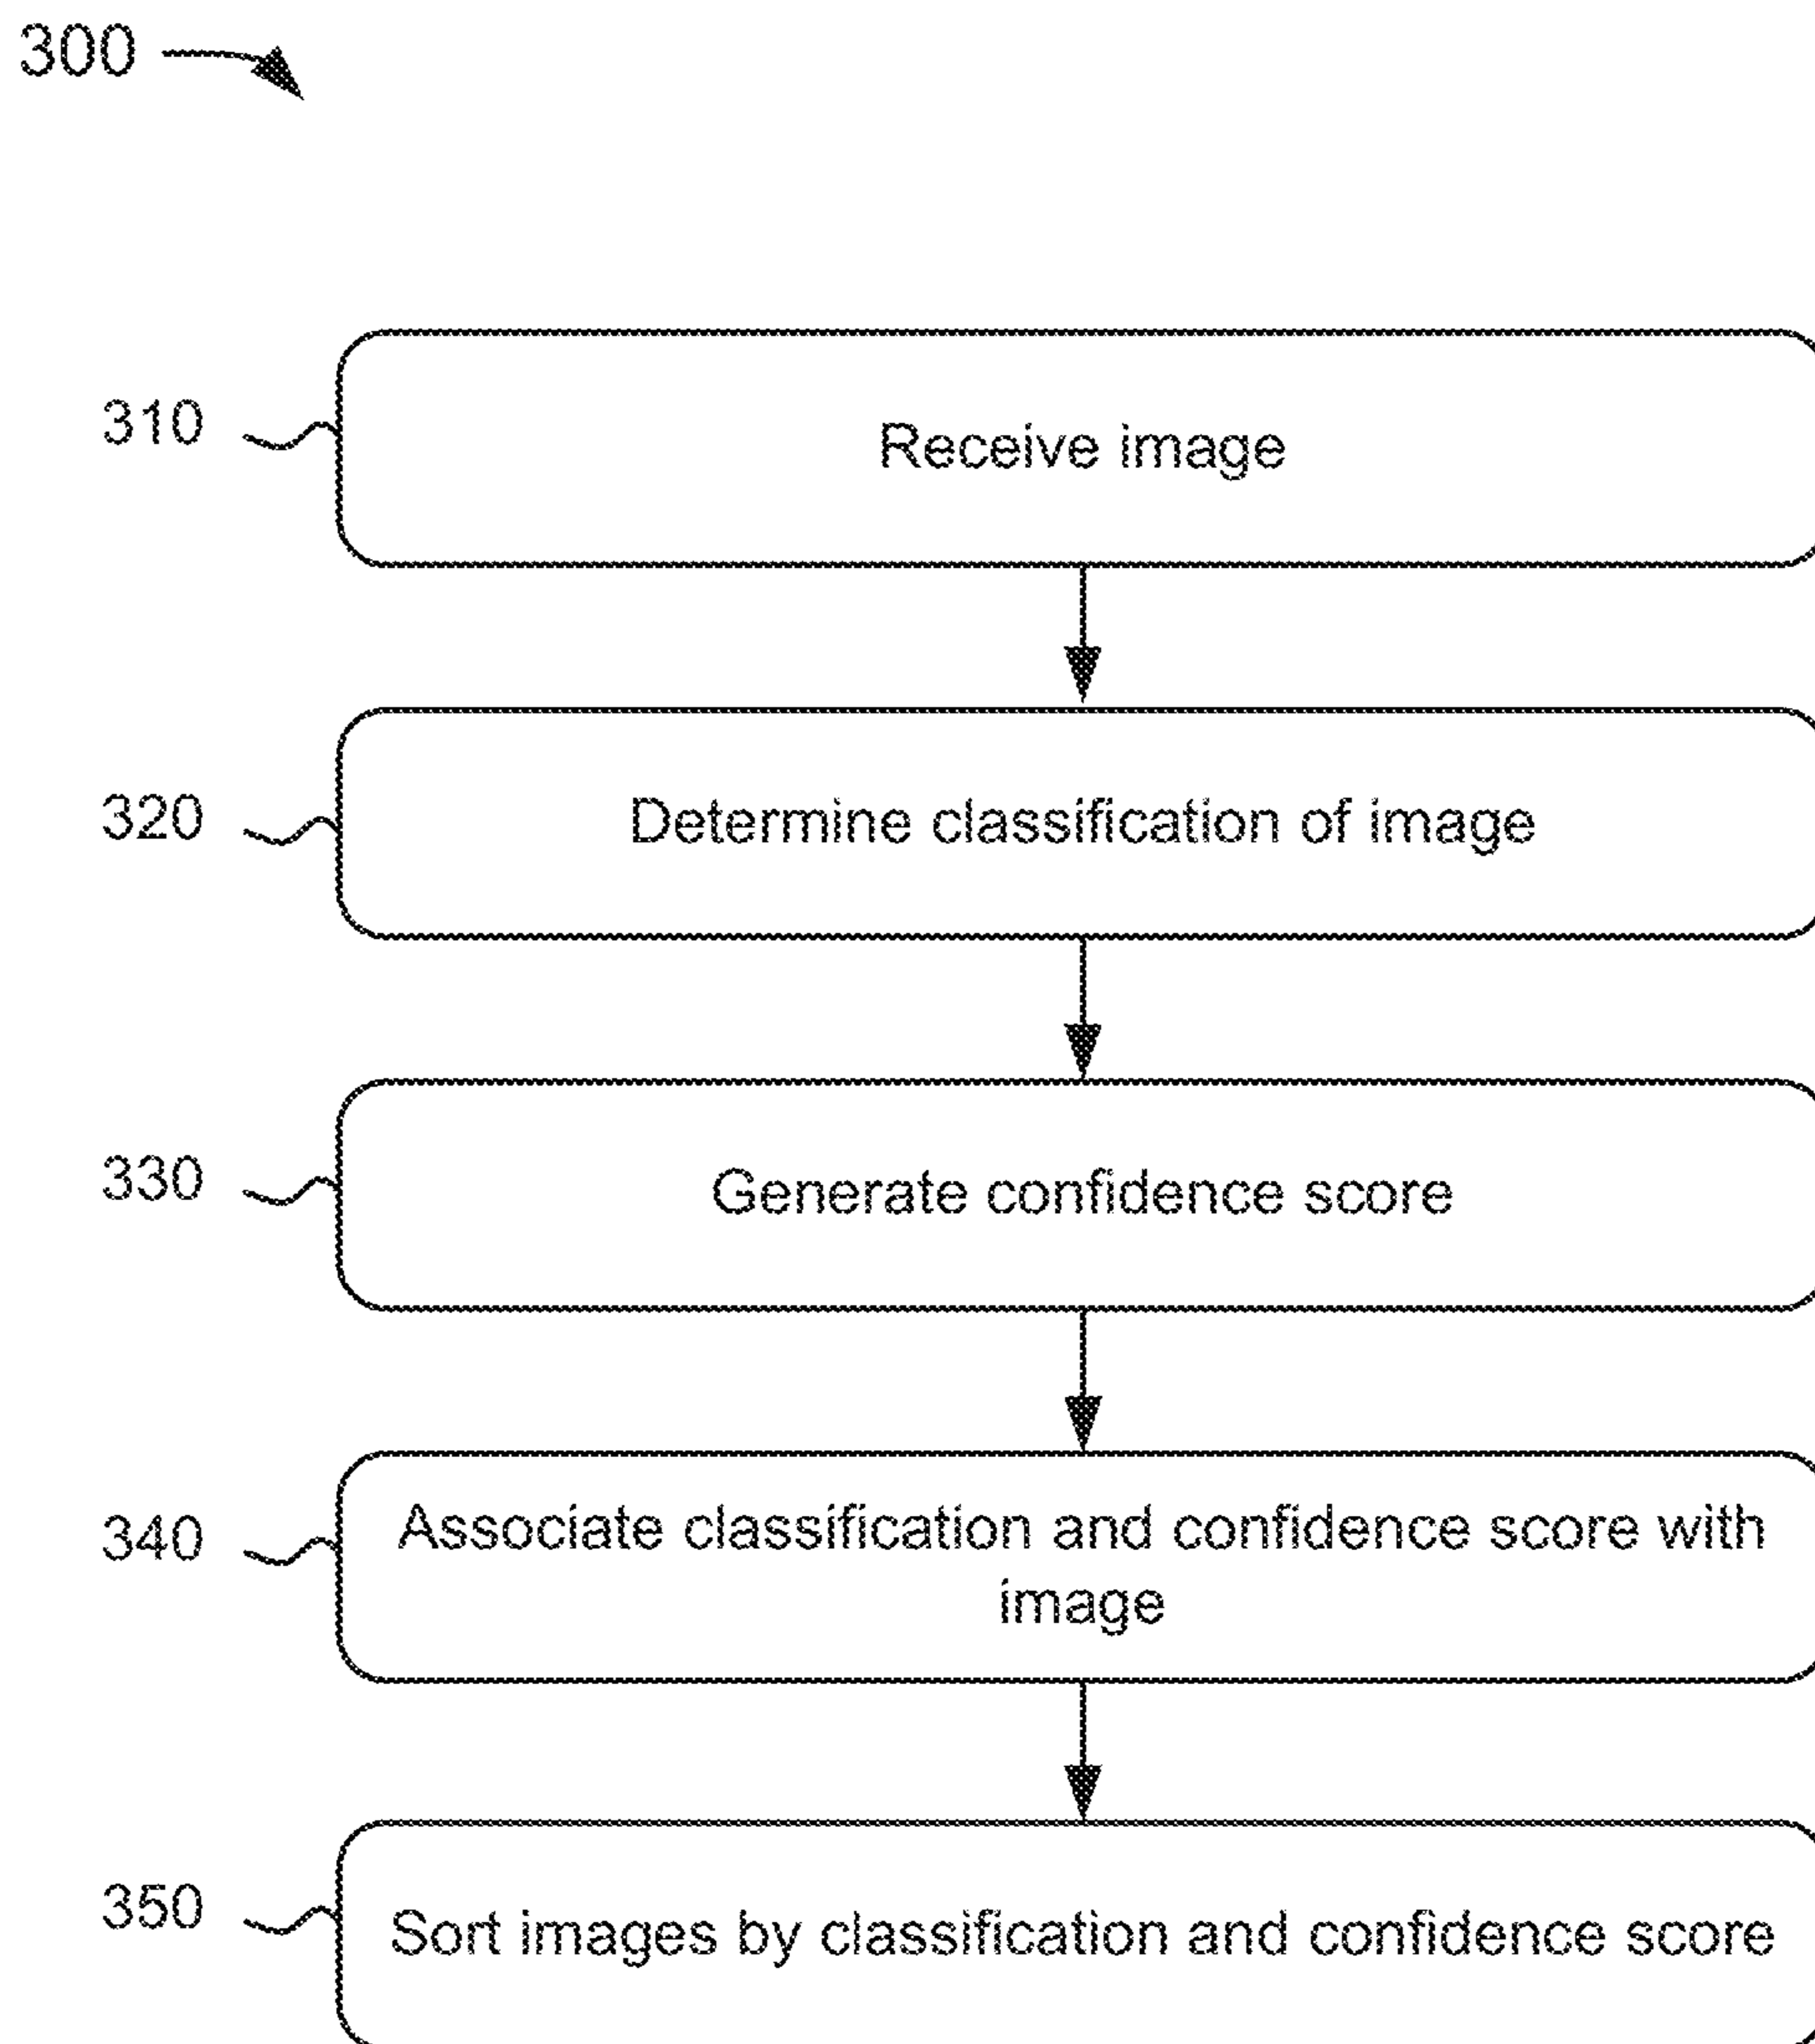 300
310
Receive image
320
Determine classification of image
330
Generate confidence score
340
Associate classification and confidence score with
image
350
Sort images by classification and confidence score